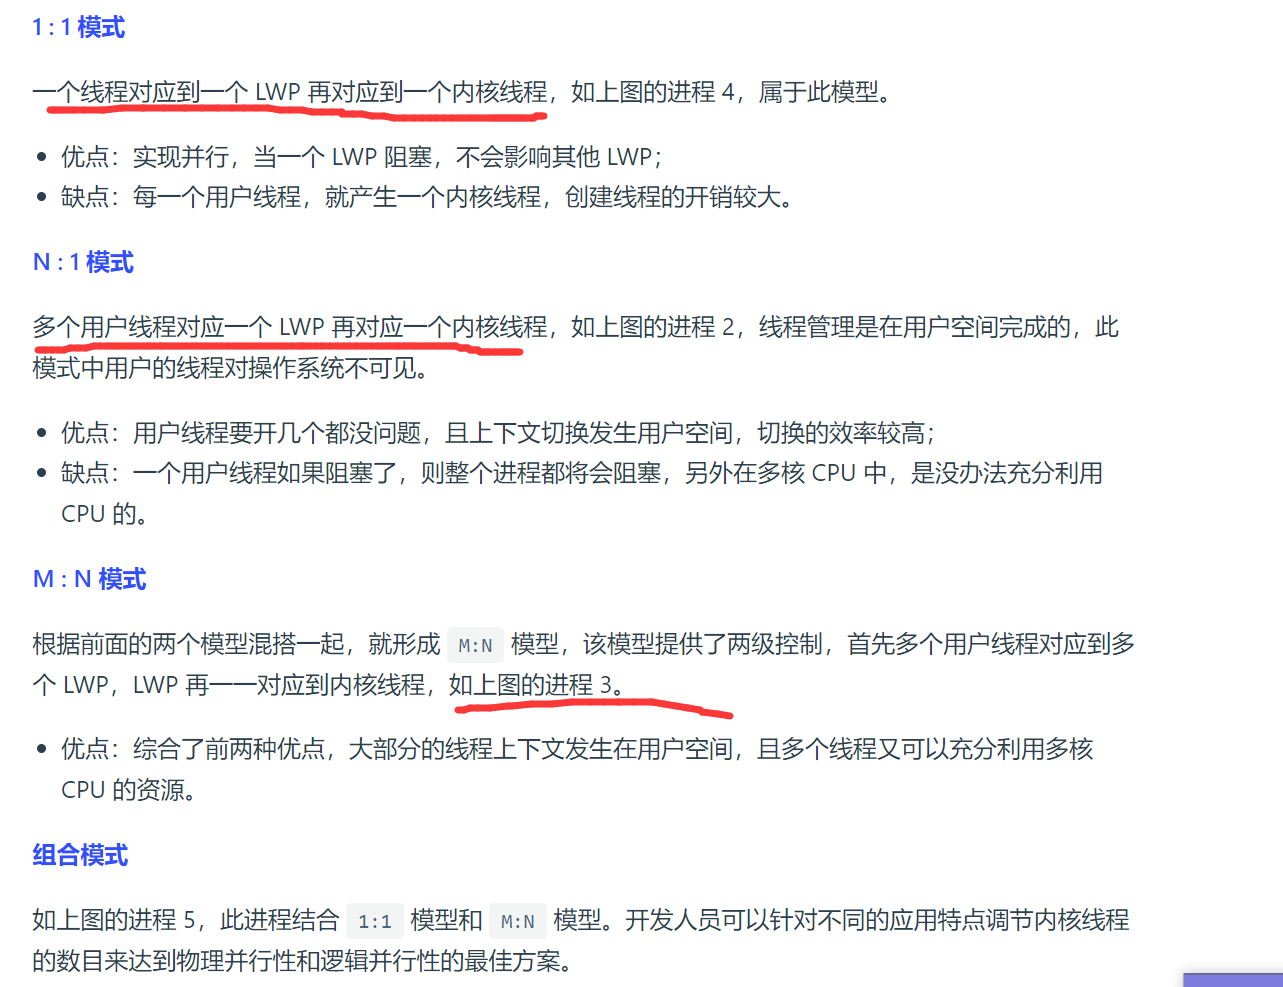 1 : 1 模式
一个线程对应到一个 LWP 再对应到一个内核线程，如上图的进程 4，属于此模型。
优点：实现并行，当一个 LWP 阻塞，不会影响其他 LWP；
缺点：每一个用户线程，就产生一个内核线程，创建线程的开销较大。
N : 1 模式
多个用户线程对应一个 LWP 再对应一个内核线程，如上图的进程 2，线程管理是在用户空间完成的，此
模式中用户的线程对操作系统不可见。
优点：用户线程要开几个都没问题，且上下文切换发生用户空间，切换的效率较高；
缺点：一个用户线程如果阻塞了，则整个进程都将会阻塞，另外在多核 CPU 中，是没办法充分利用
CPU 的。
M : N 模式
根据前面的两个模型混搭一起，就形成 M:N 模型，该模型提供了两级控制，首先多个用户线程对应到多
个 LWP，LWP 再一一对应到内核线程，如上图的进程 3。
优点：综合了前两种优点，大部分的线程上下文发生在用户空间，且多个线程又可以充分利用多核
CPU 的资源。
组合模式
如上图的进程 5，此进程结合 1:1 模型和 M:N 模型。开发人员可以针对不同的应用特点调节内核线程
的数目来达到物理并行性和逻辑并行性的最佳方案。